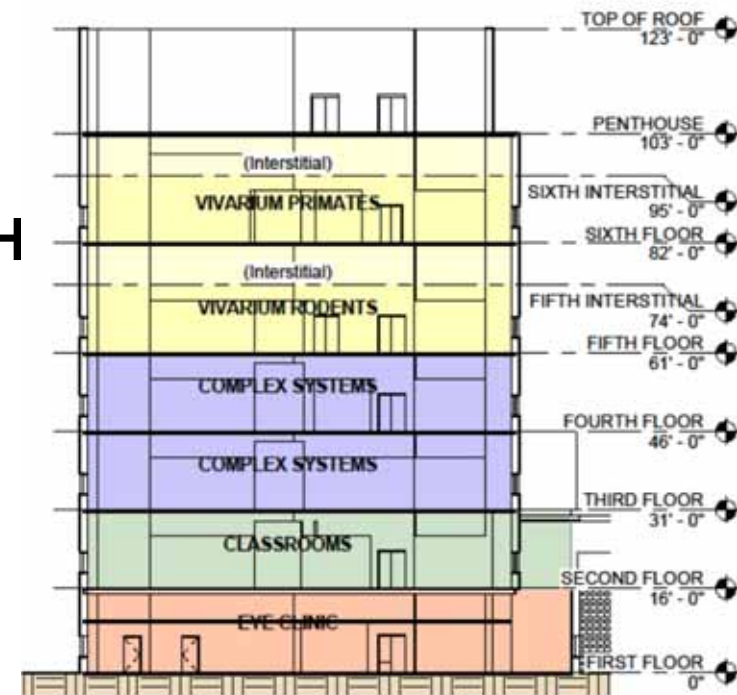 TOP OF ROOF
123' - 0"
PENTHOUSE
103' - 0"
(Interstitial)
SIXTH INTERSTITIAL
95' - 0"
VIVARIUM PRIMATES
SIXTH FLOOR
82' - 0"
(Interstitial)
FIFTH INTERSTITIAL
74' - 0"
VIVARIUM RODENTS
FIFTH FLOOR
61' - 0"
COMPLEX SYSTEMS
FOURTH FLOOR
46' - 0"
COMPLEX SYSTEMS
THIRD FLOOR
31' - 0"
CLASSROOMS
SECOND FLOOR
16' - 0"
EYE CLINIC
FIRST FLOOR
0"